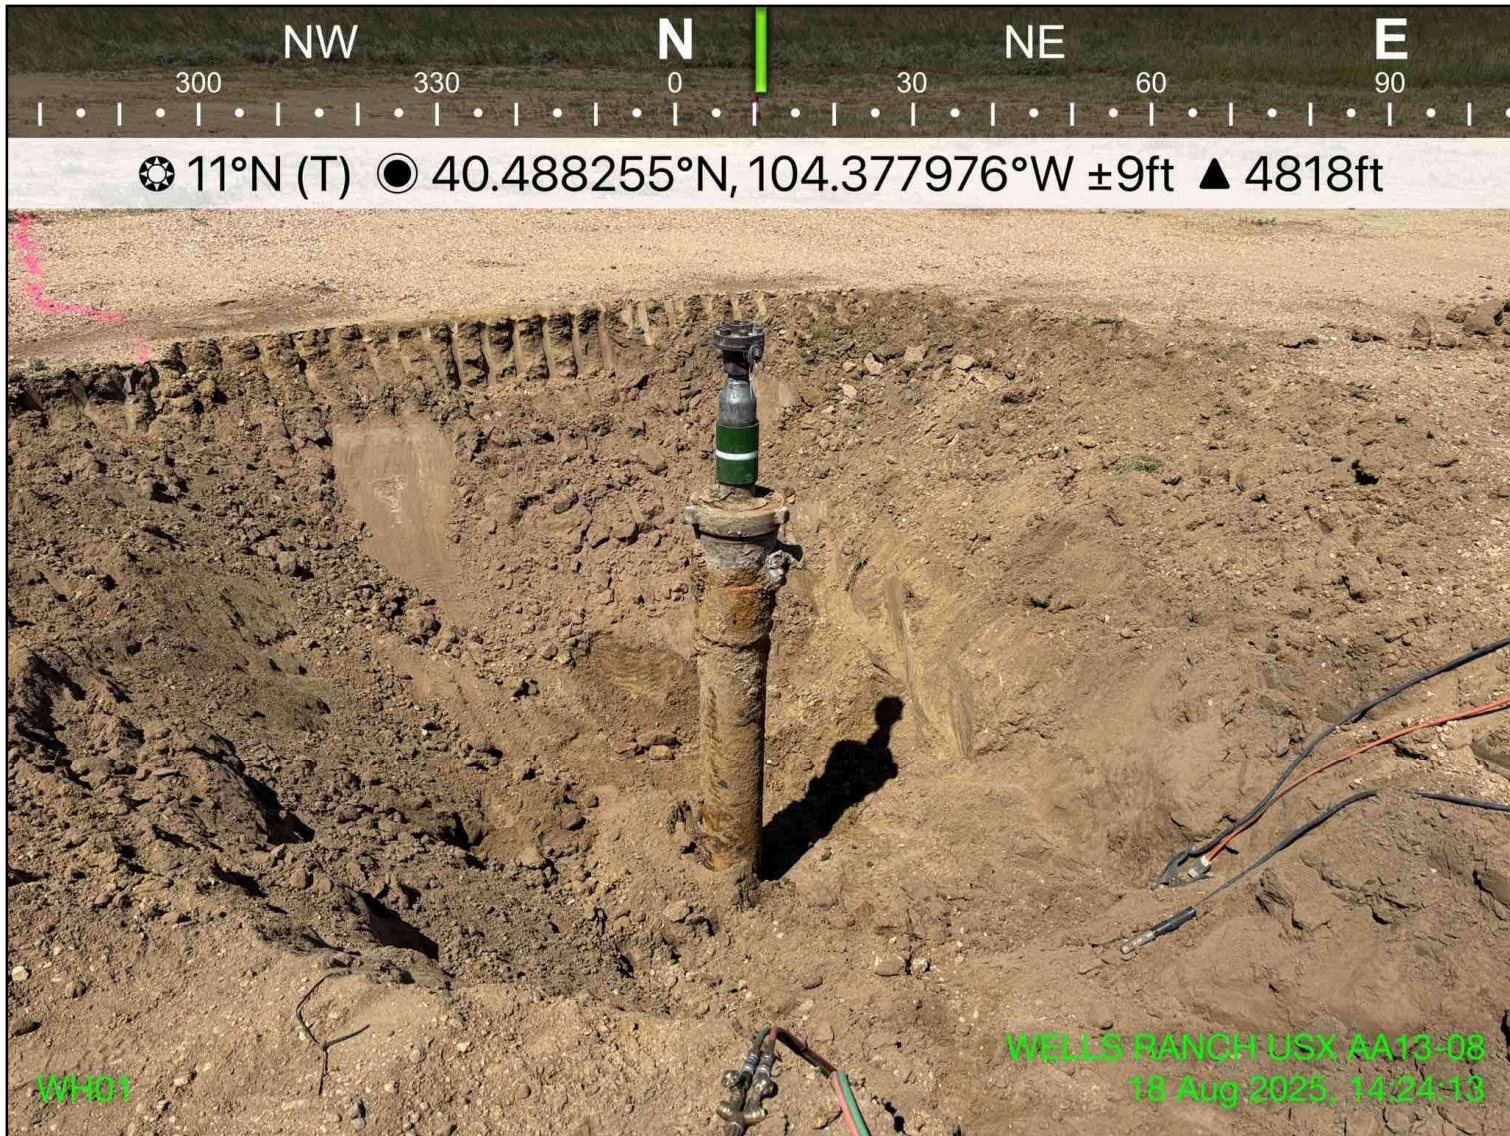 NW N NE E
300 330 0 30 60 90
11°N (T) 40.488255°N, 104.377976°W ±9ft ▲ 4818ft
WELLS RANCH USX AA13-08
WH01 18 Aug 2025, 14:24:13